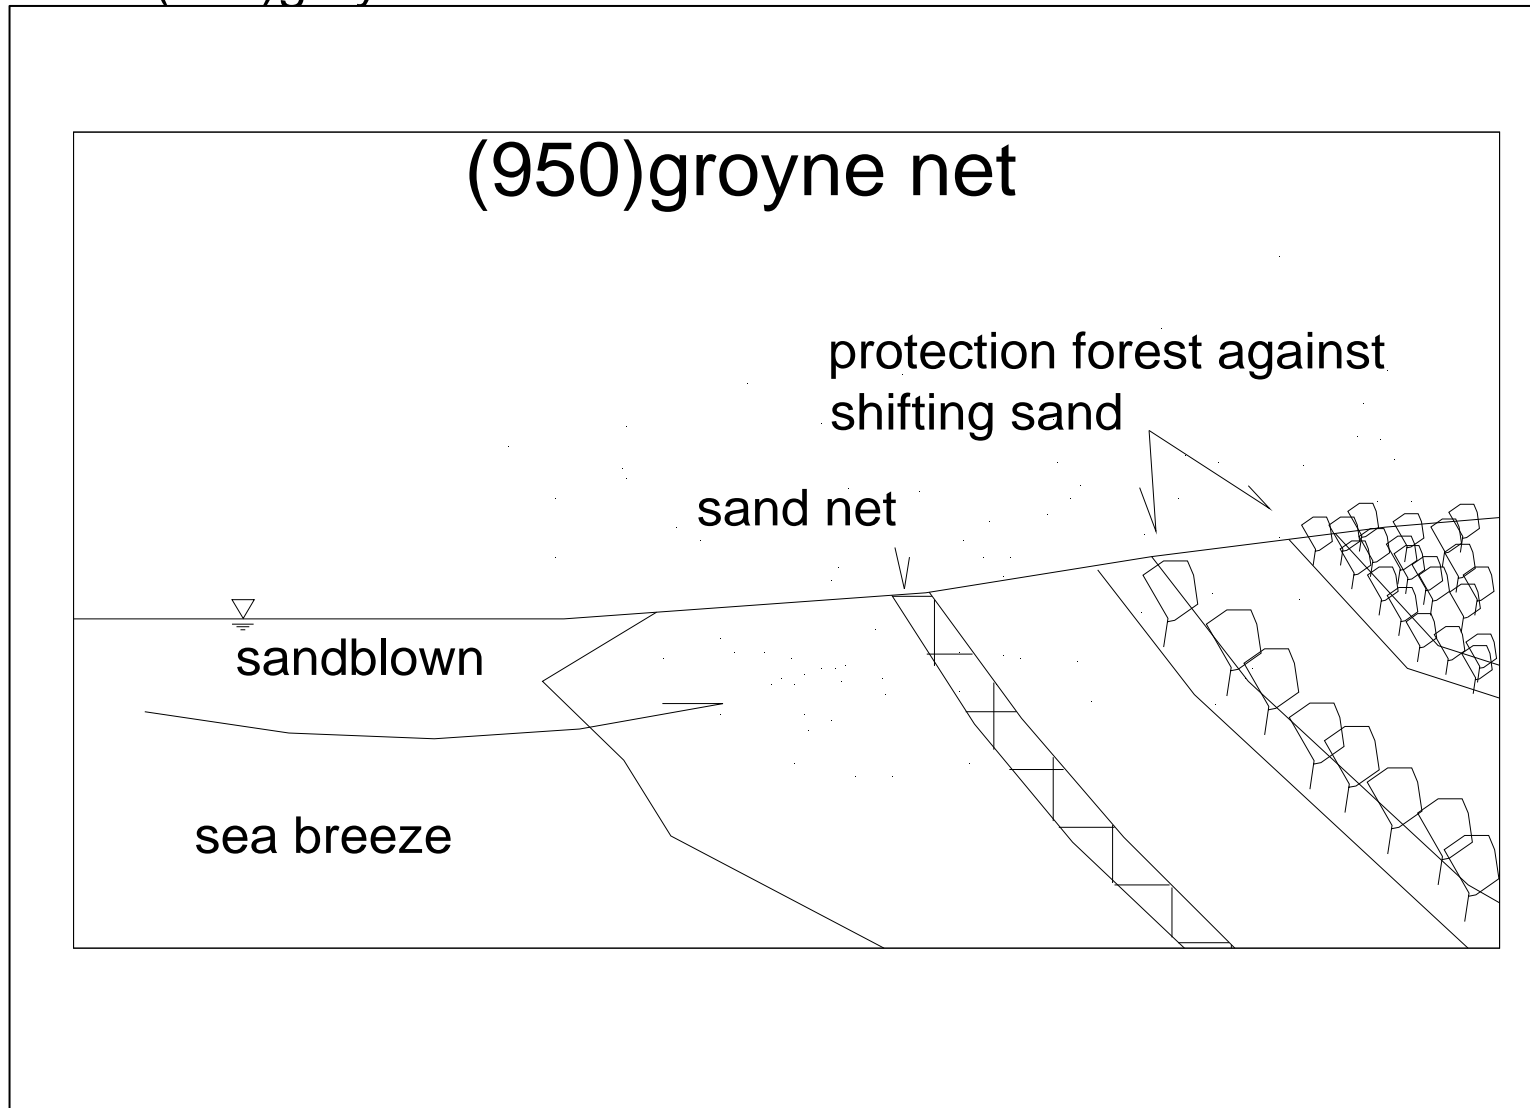 (950)groyne net
protection forest against
shifting sand
sand net
sandblown
sea breeze